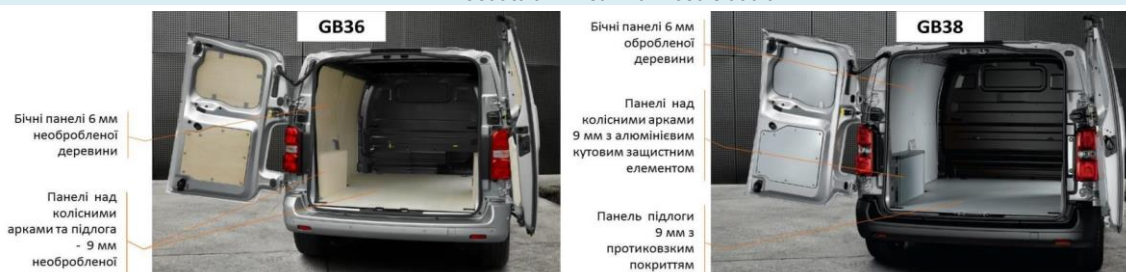 GB36
Бічні панелі 6 мм
необробленої
деревини
Панелі над
колісними
арками та підлога
- 9 мм
необробленої
GB38
Бічні панелі 6 мм
обробленої
деревини
Панелі над
колісними арками
9 мм з алюмінієвим
кутовим защистним
елементом
Панель підлоги
9 мм з
протиковзким
покриттям